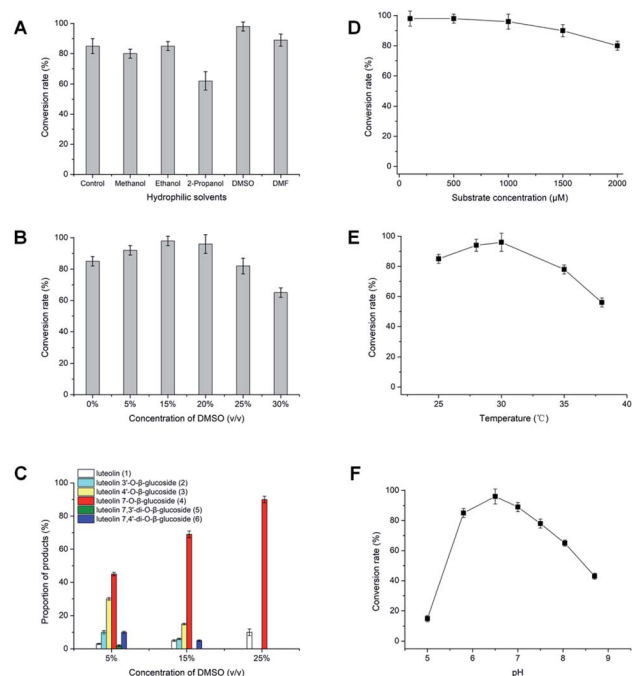 A
Conversion rate (%)
100
80
60
40
20
0
Control Methanol Ethanol 2-Propanol DMSO DMF
Hydrophilic solvents
B
Conversion rate (%)
100
80
60
40
20
0
0% 5% 15% 20% 25% 30%
Concentration of DMSO (v/v)
C
Proportion of products (%)
100
80
60
40
20
0
luteolin (1)
luteolin 3'-O-β-glucoside (2)
luteolin 4'-O-β-glucoside (3)
luteolin 7-O-β-glucoside (4)
luteolin 7,3'-di-O-β-glucoside (5)
luteolin 7,4'-di-O-β-glucoside (6)
5% 15% 25%
Concentration of DMSO (v/v)
D
Conversion rate (%)
100
80
60
40
20
0
0 500 1000 1500 2000
Substrate concentration (μM)
E
Conversion rate (%)
100
80
60
40
20
0
25 30 35 40
Temperature (℃)
F
Conversion rate (%)
100
80
60
40
20
0
5 6 7 8 9
pH